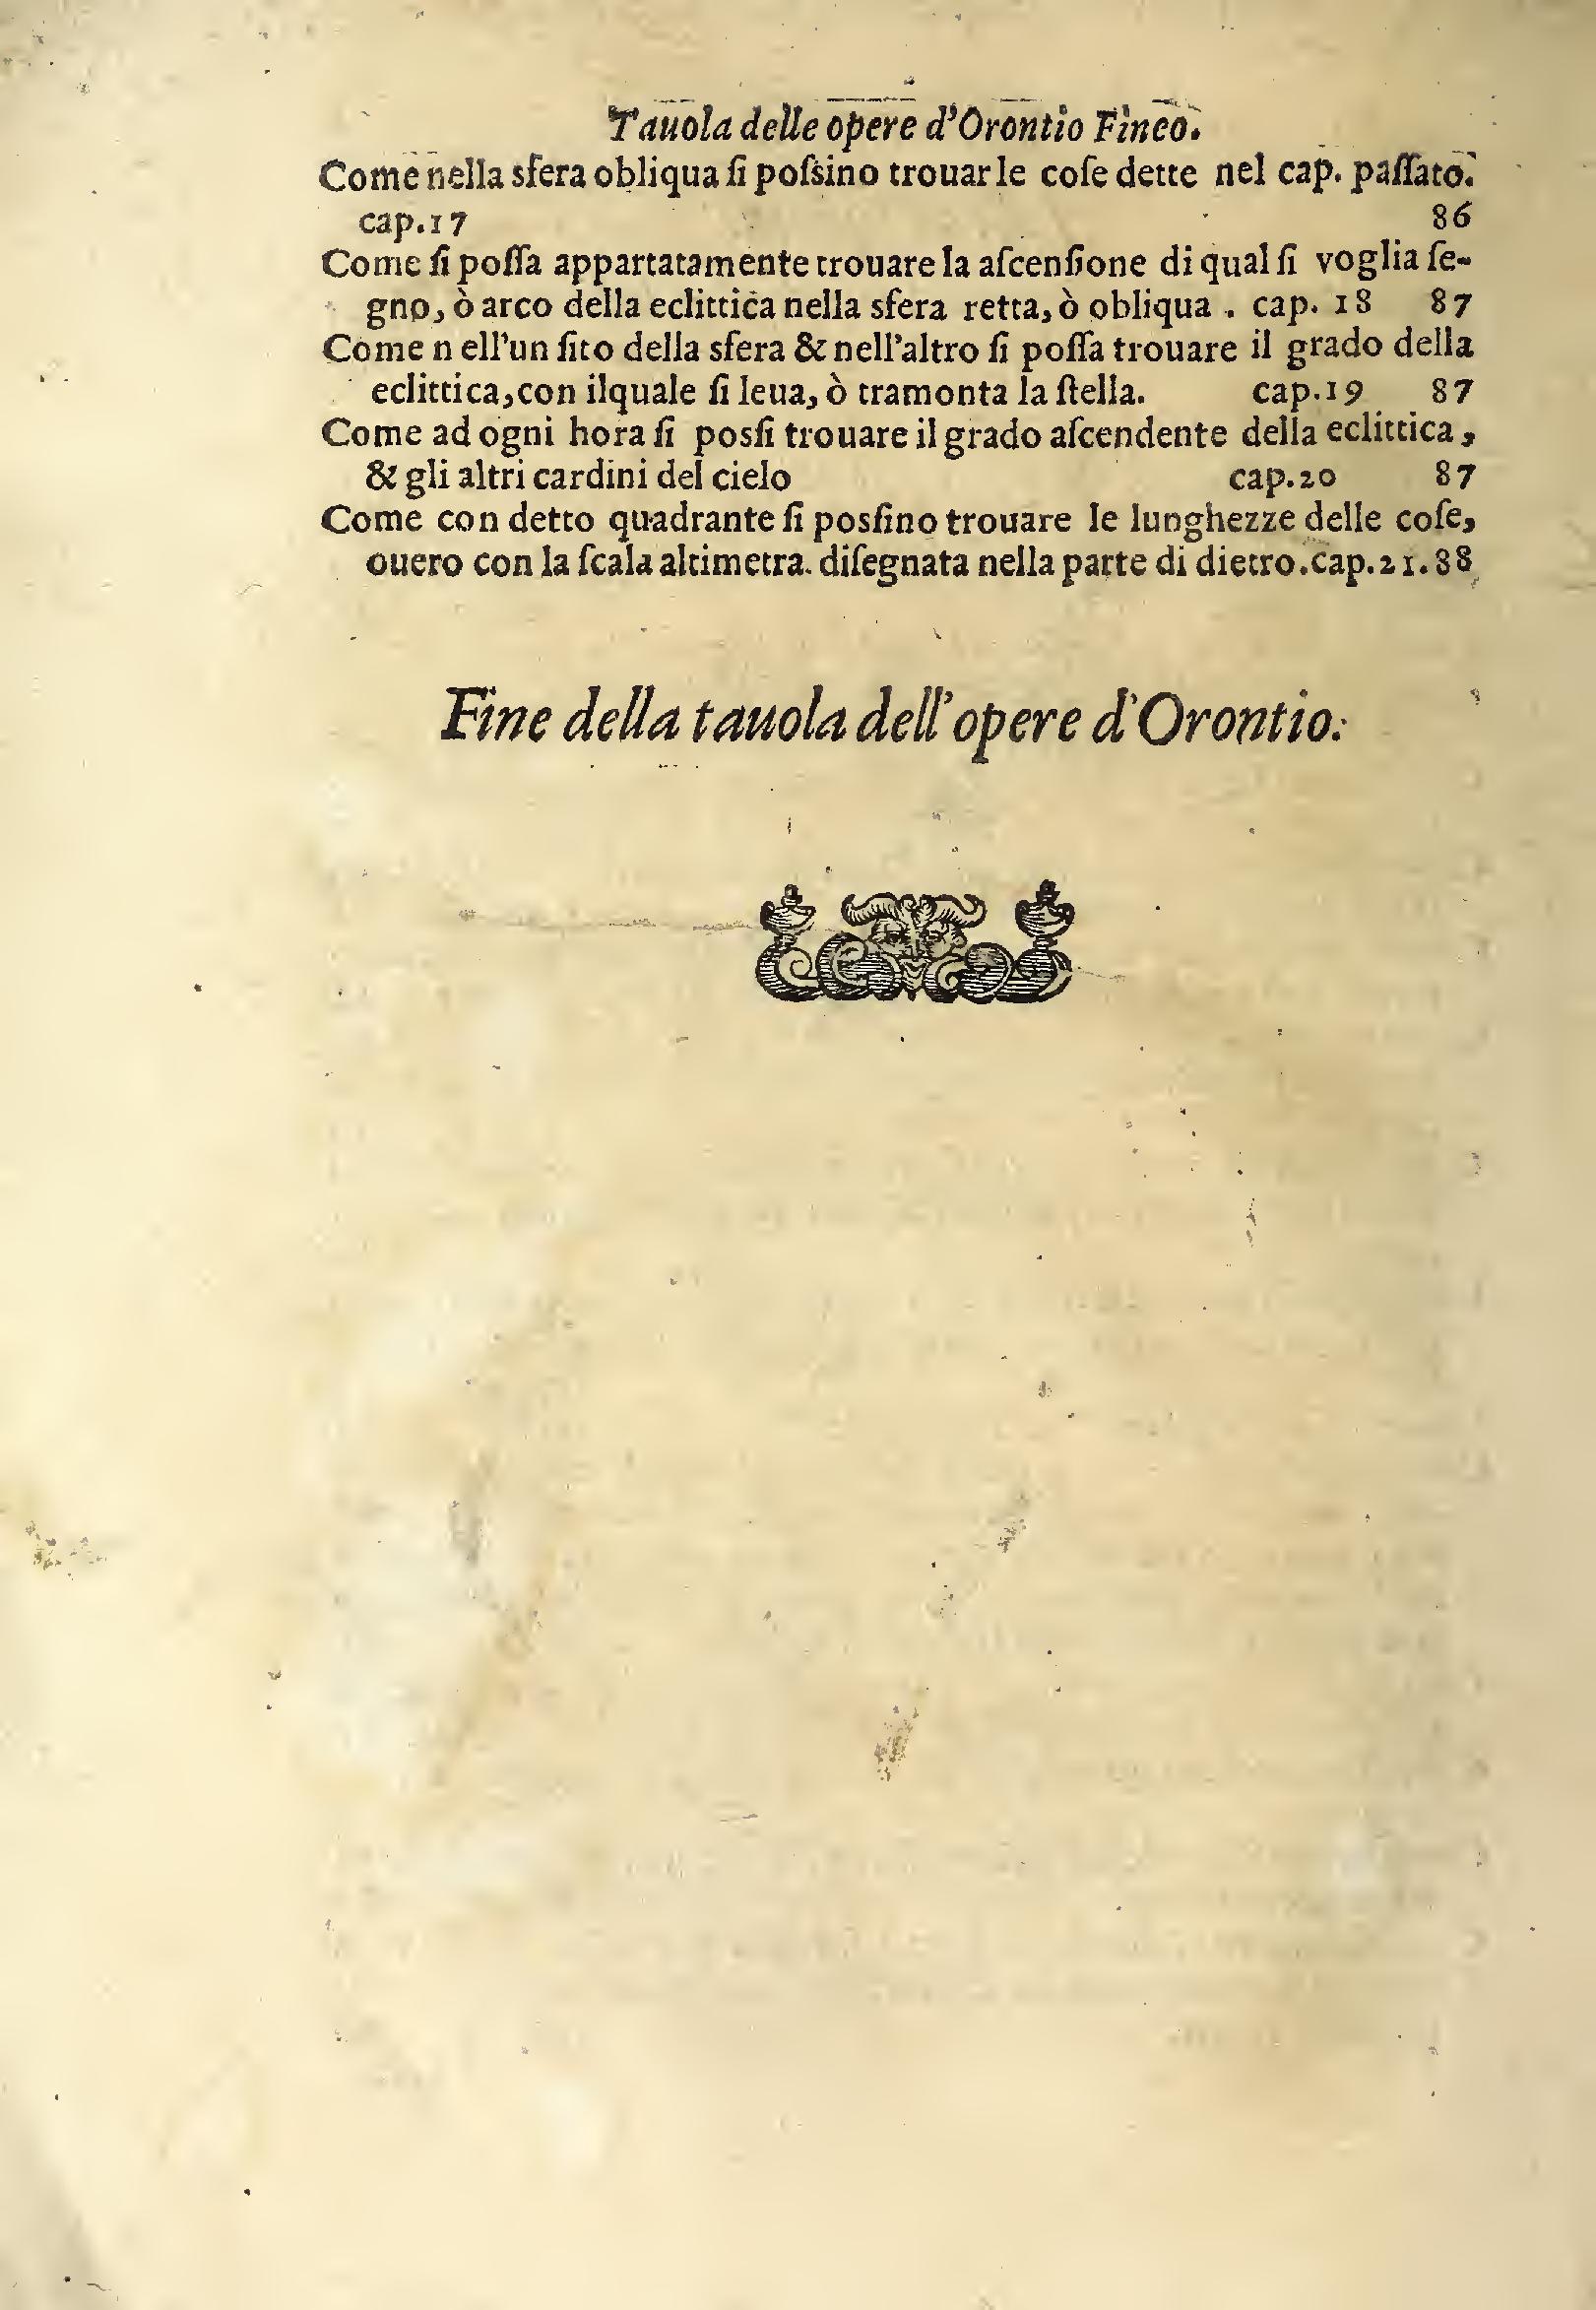 Tauola delle opere d'Orontio Fineo.
Come nella sfera obliqua ſi poſsino trouar le coſe dette nel cap. paſſato.
cap.17 86
Come ſi poſſa appartatamente trouare la aſcenſione di qual ſi voglia ſe-
gno, ò arco della eclittica nella sfera retta, ò obliqua . cap. 18 87
Come n ell'un ſito della sfera & nell'altro ſi poſſa trouare il grado della
eclittica, con ilquale ſi leua, ò tramonta la ſtella. cap.19 87
Come ad ogni hora ſi posſi trouare il grado aſcendente della eclittica,
& gli altri cardini del cielo cap.20 87
Come con detto quadrante ſi posſino trouare le lunghezze delle coſe,
ouero con la ſcala altimetra. diſegnata nella parte di dietro. cap.21. 88
Fine della tauola dell'opere d'Orontio.